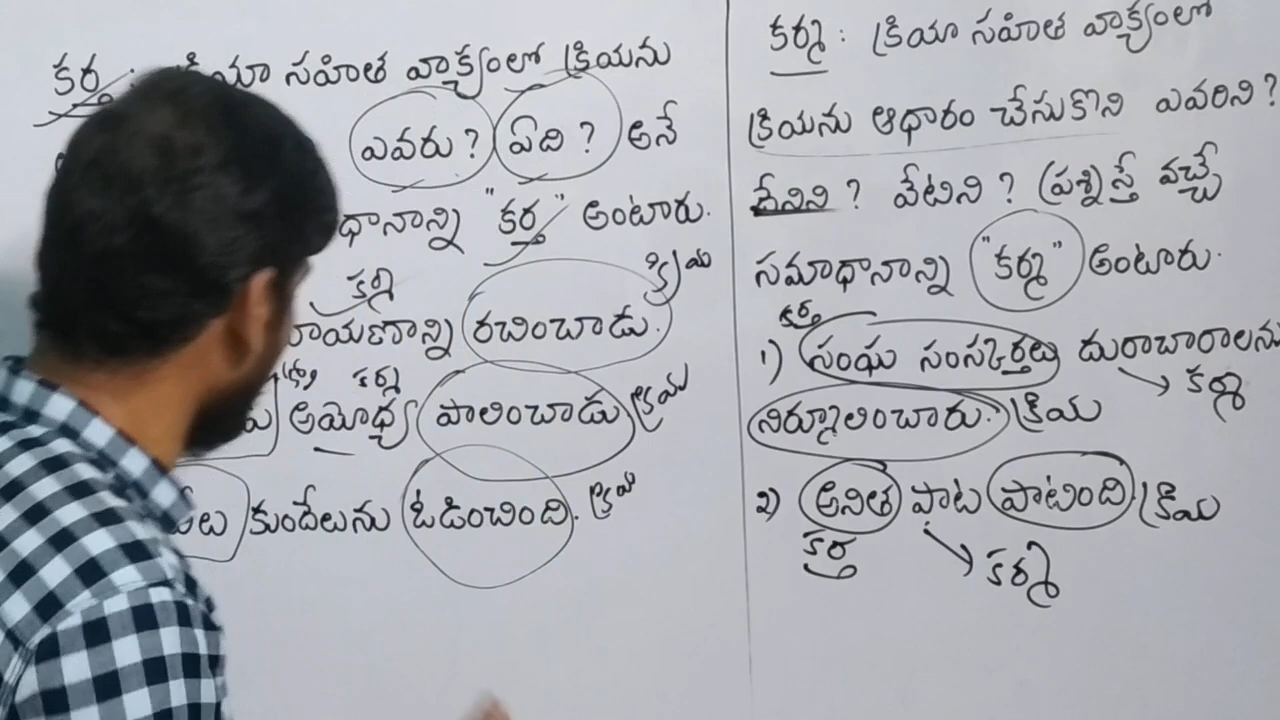 కర్త : క్రియా సహిత వాక్యంలో క్రియను
ఎవరు ? ఏది ? అనే
ధానాన్ని "కర్త" అంటారు.
కర్మ క్రియ
రామాయణాన్ని రచించాడు.
కర్త కర్మ
అయోధ్య పాలించాడు క్రియ
కుందేలును ఓడించింది. క్రియ
కర్మ : క్రియా సహిత వాక్యంలో
క్రియను ఆధారం చేసుకొని ఎవరిని ?
దేనిని ? వేటిని ? ప్రశ్నిస్తే వచ్చే
సమాధానాన్ని "కర్మ" అంటారు.
కర్త
1) సంఘ సంస్కర్తలు దురాచారాలను
కర్మ
నిర్మూలించారు. క్రియ
2) అనిత పాట పాడింది క్రియ
కర్త కర్మ